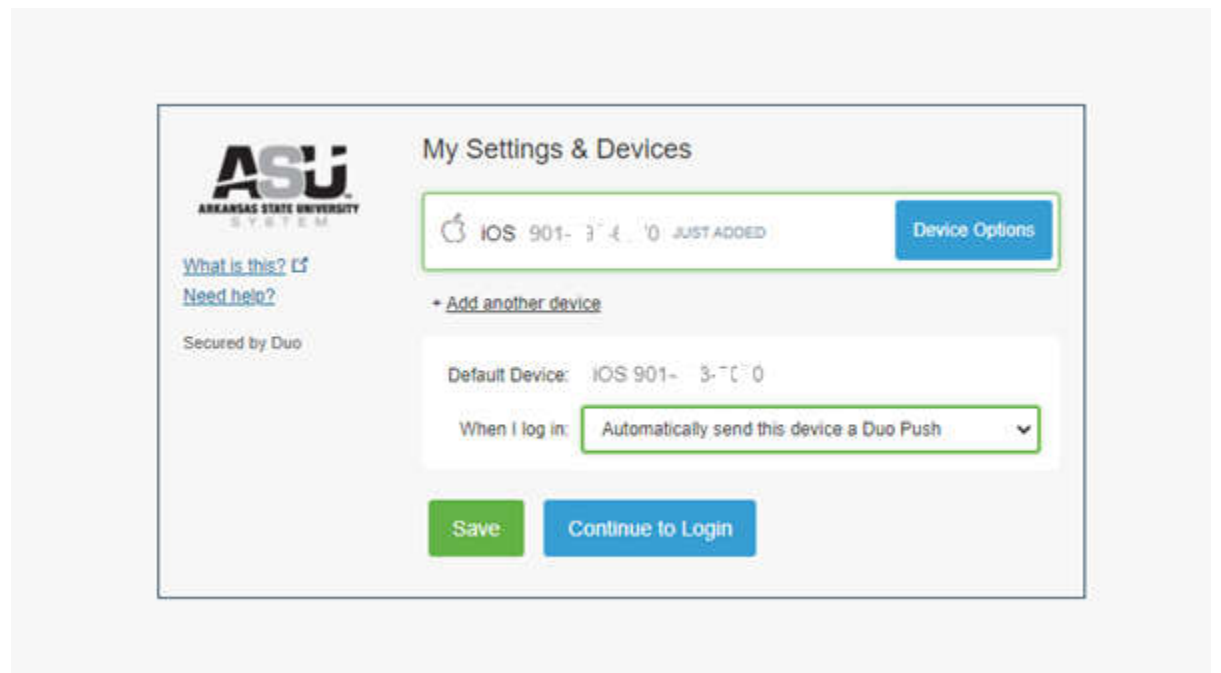 ASU
ARKANSAS STATE UNIVERSITY
SYSTEM
What is this?
Need help?
Secured by Duo
My Settings & Devices
iOS 901- JUST ADDED
Device Options
+ Add another device
Default Device: iOS 901-
When I log in: Automatically send this device a Duo Push
Save
Continue to Login